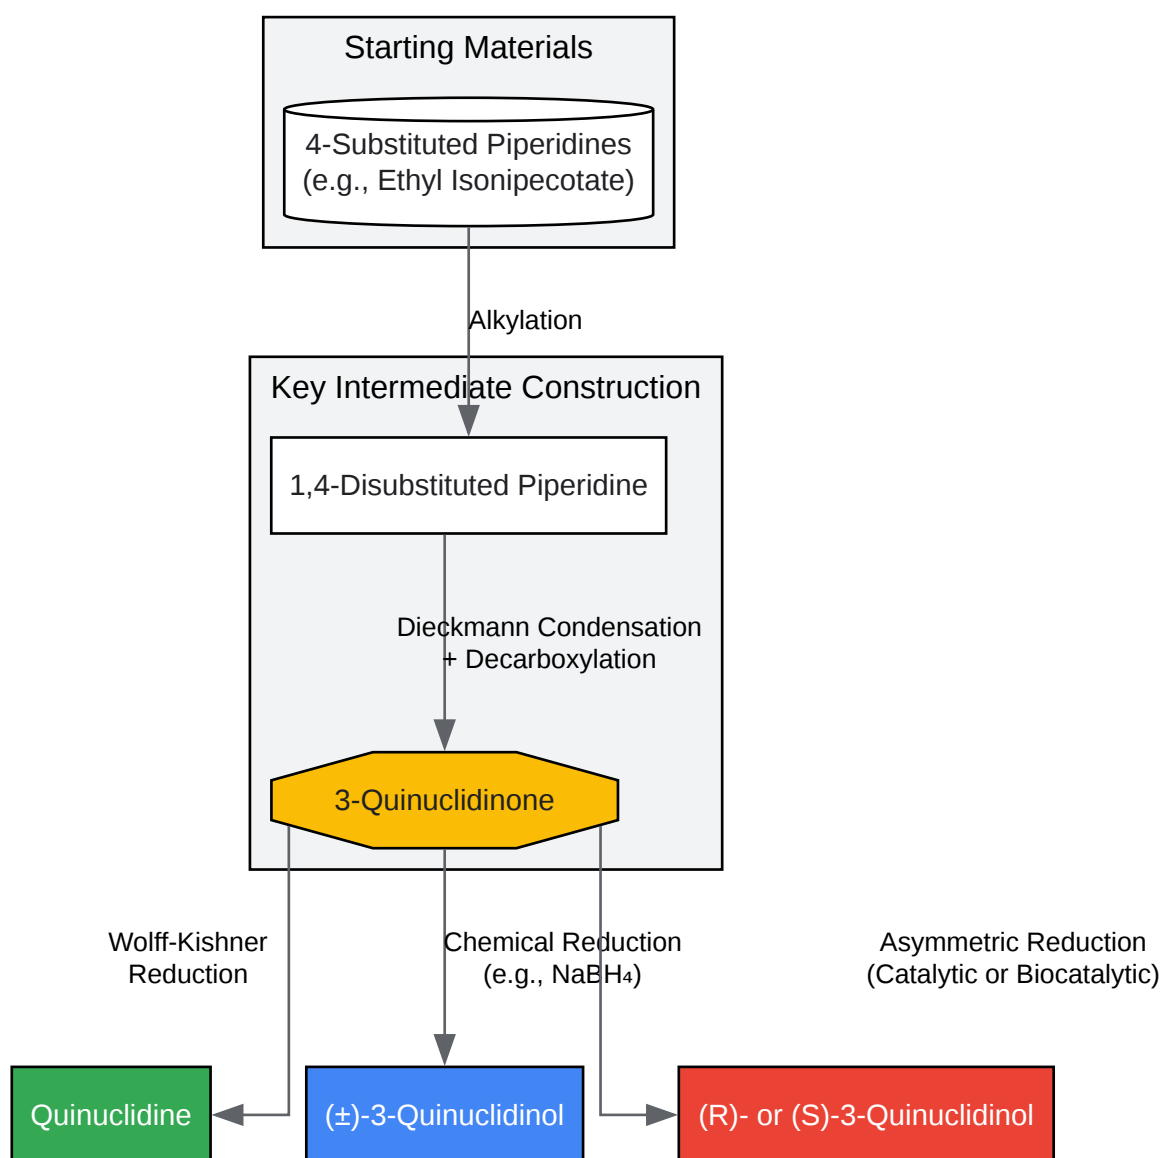 Starting Materials
4-Substituted Piperidines
(e.g., Ethyl Isonipecotate)
Alkylation
Key Intermediate Construction
1,4-Disubstituted Piperidine
Dieckmann Condensation
+ Decarboxylation
3-Quinuclidinone
Wolff-Kishner
Reduction
Chemical Reduction
(e.g., NaBH₄)
Asymmetric Reduction
(Catalytic or Biocatalytic)
Quinuclidine
(±)-3-Quinuclidinol
(R)- or (S)-3-Quinuclidinol